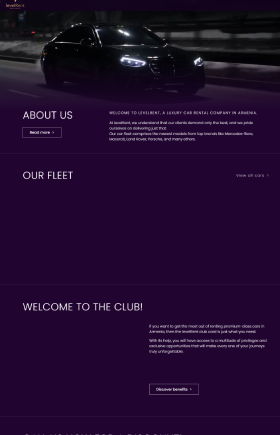 levelRent
ABOUT US
Read more >
WELCOME TO LEVELRENT, A LUXURY CAR RENTAL COMPANY IN ARMENIA.
At levelRent, we understand that our clients demand only the best, and we pride
ourselves on delivering just that.
Our car fleet comprises the newest models from top brands like Mercedes-Benz,
Maserati, Land Rover, Porsche, and many others.
OUR FLEET
View all cars >
WELCOME TO THE CLUB!
If you want to get the most out of renting premium-class cars in
Armenia, then the levelRent club card is just what you need.
With its help, you will have access to a multitude of privileges and
exclusive opportunities that will make every one of your journeys
truly unforgettable.
Discover benefits >